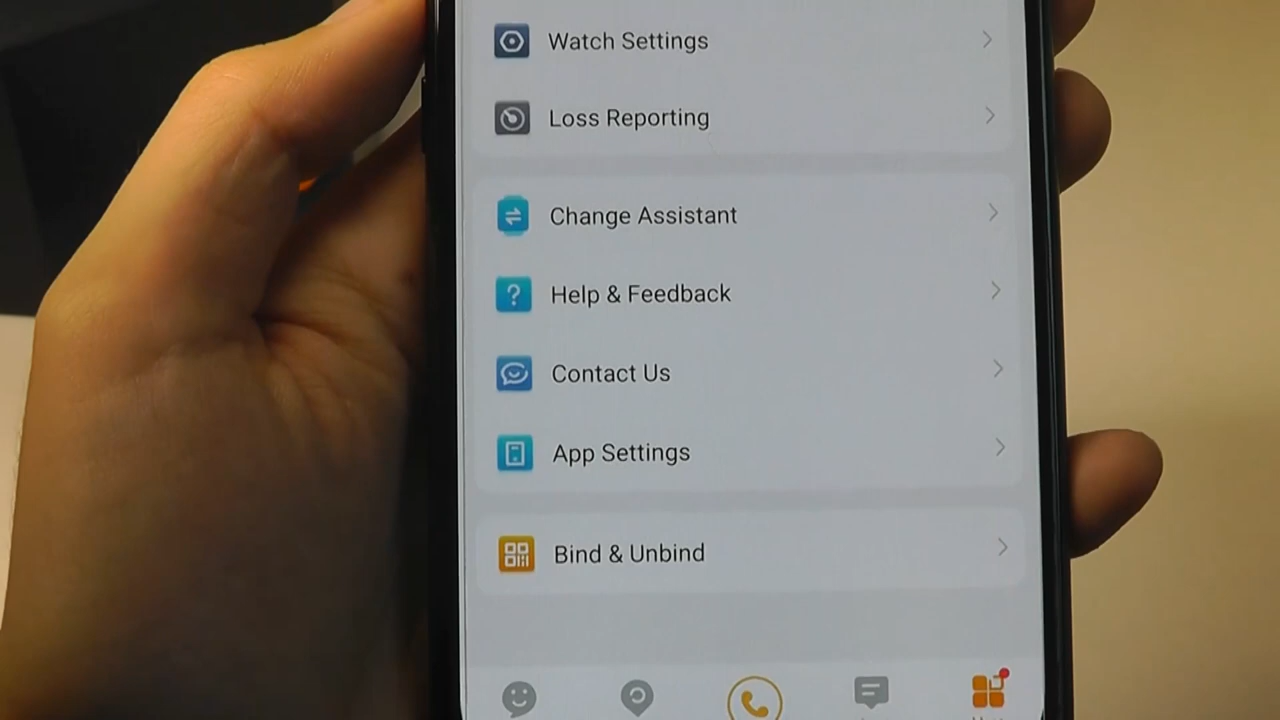 Watch Settings
Loss Reporting
Change Assistant
Help & Feedback
Contact Us
App Settings
Bind & Unbind